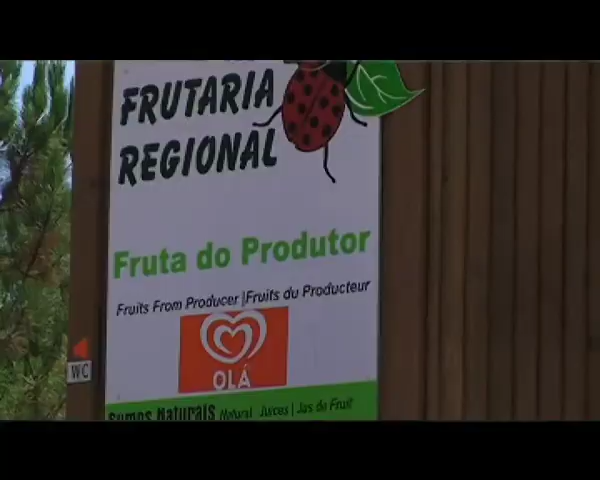 FRUTARIA
REGIONAL
Fruta do Produtor
Fruits From Producer | Fruits du Producteur
OLÁ
WC
Sumos Naturais Natural Juices | Jas de Fruit